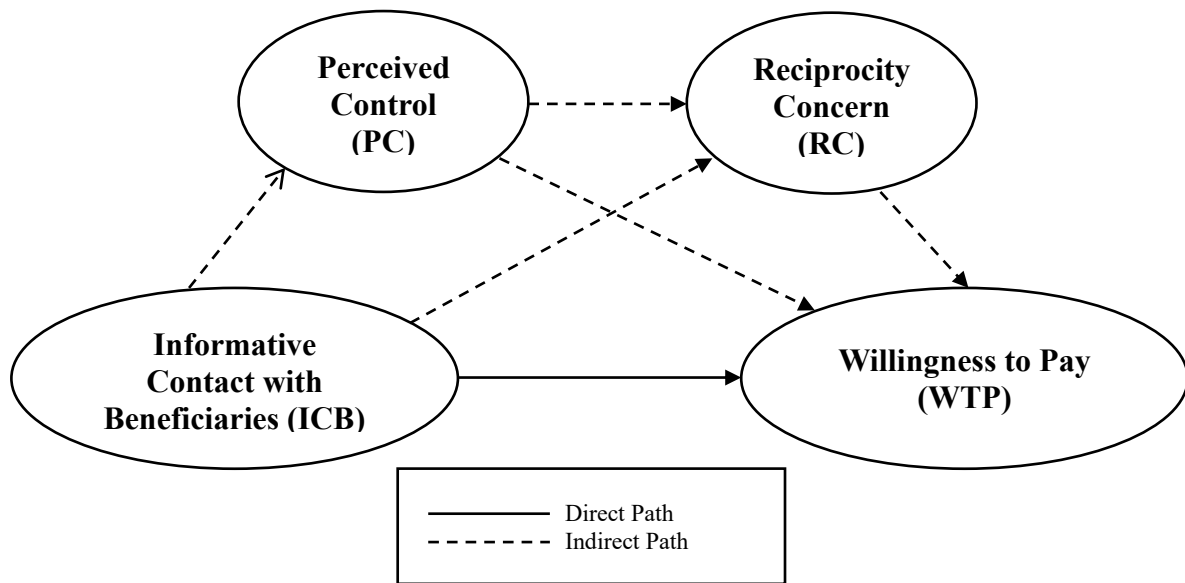 Perceived
Control
(PC)
Reciprocity
Concern
(RC)
Informative
Contact with
Beneficiaries (ICB)
Willingness to Pay
(WTP)
Direct Path
Indirect Path